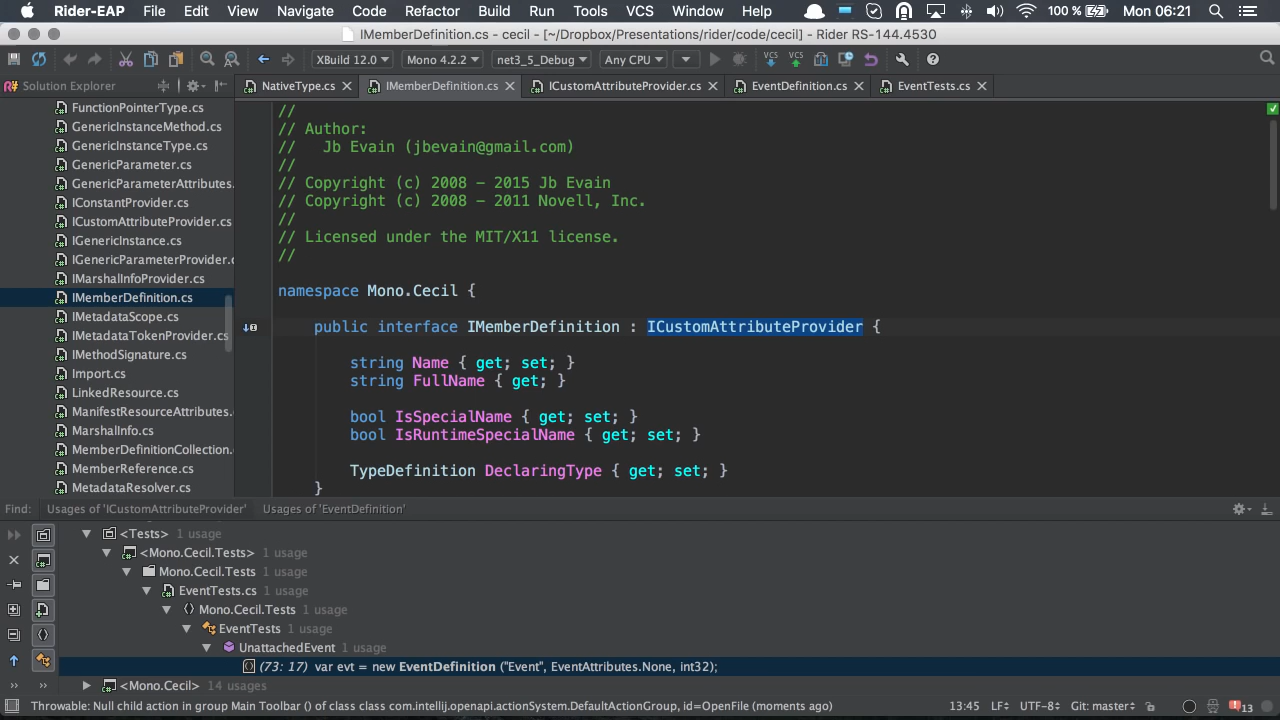 Rider-EAP File Edit View Navigate Code Refactor Build Run Tools VCS Window Help 100 % Mon 06:21
IMemberDefinition.cs - cecil - [~/Dropbox/Presentations/rider/code/cecil] - Rider RS-144.4530
XBuild 12.0 Mono 4.2.2 net3_5_Debug Any CPU VCS VCS
Solution Explorer NativeType.cs IMemberDefinition.cs ICustomAttributeProvider.cs EventDefinition.cs EventTests.cs
FunctionPointerType.cs
GenericInstanceMethod.cs
GenericInstanceType.cs
GenericParameter.cs
GenericParameterAttributes.
IConstantProvider.cs
ICustomAttributeProvider.cs
IGenericInstance.cs
IGenericParameterProvider.c
IMarshalInfoProvider.cs
IMemberDefinition.cs
IMetadataScope.cs
IMetadataTokenProvider.cs
IMethodSignature.cs
Import.cs
LinkedResource.cs
ManifestResourceAttributes.c
MarshalInfo.cs
MemberDefinitionCollection.
MemberReference.cs
MetadataResolver.cs
//
// Author:
//   Jb Evain (jbevain@gmail.com)
//
// Copyright (c) 2008 - 2015 Jb Evain
// Copyright (c) 2008 - 2011 Novell, Inc.
//
// Licensed under the MIT/X11 license.
//
namespace Mono.Cecil {
public interface IMemberDefinition : ICustomAttributeProvider {
string Name { get; set; }
string FullName { get; }
bool IsSpecialName { get; set; }
bool IsRuntimeSpecialName { get; set; }
TypeDefinition DeclaringType { get; set; }
}
Find: Usages of 'ICustomAttributeProvider' Usages of 'EventDefinition'
<Tests> 1 usage
<Mono.Cecil.Tests> 1 usage
Mono.Cecil.Tests 1 usage
EventTests.cs 1 usage
Mono.Cecil.Tests 1 usage
EventTests 1 usage
UnattachedEvent 1 usage
(73: 17) var evt = new EventDefinition ("Event", EventAttributes.None, int32);
<Mono.Cecil> 14 usages
Throwable: Null child action in group Main Toolbar () of class class com.intellij.openapi.actionSystem.DefaultActionGroup, id=OpenFile (moments ago) 13:45 LF÷ UTF-8÷ Git: master÷ 13